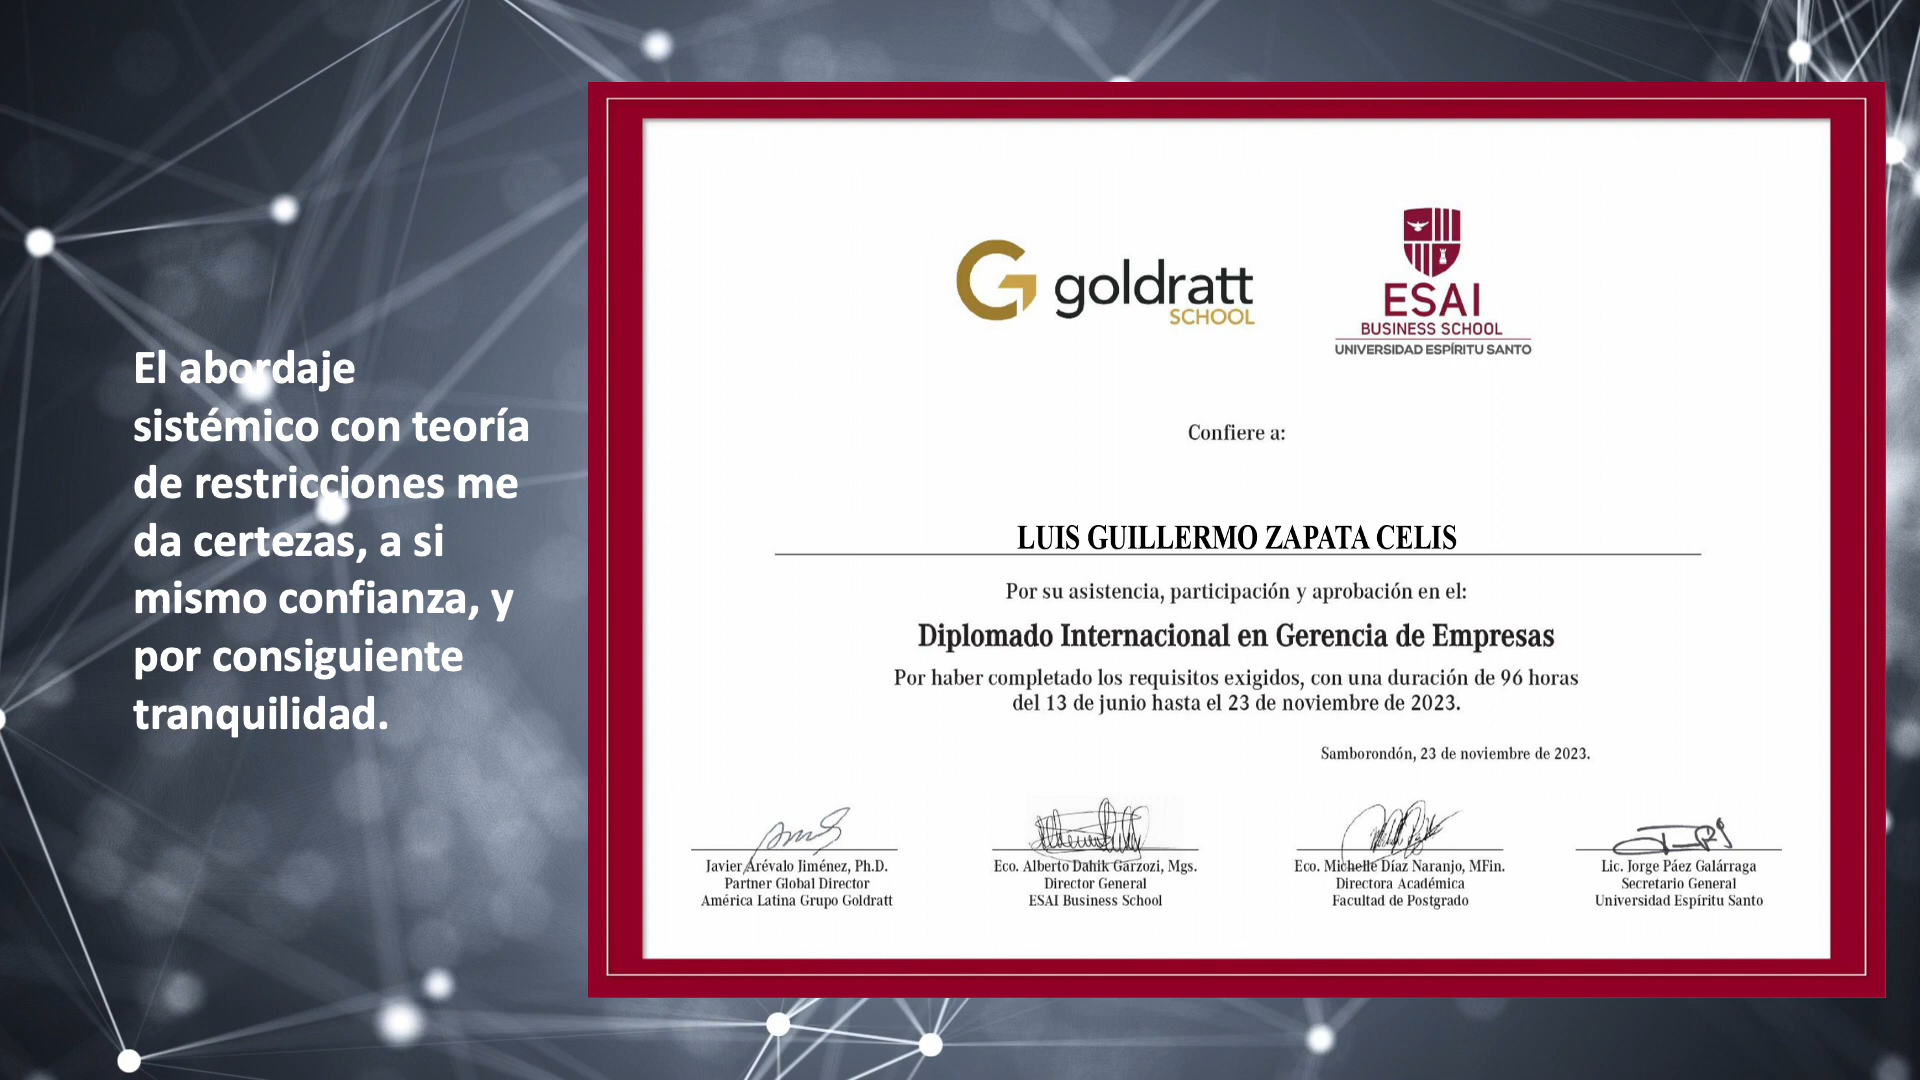 El abordaje
sistémico con teoría
de restricciones me
da certezas, a si
mismo confianza, y
por consiguiente
tranquilidad.
goldratt
SCHOOL
ESAI
BUSINESS SCHOOL
UNIVERSIDAD ESPÍRITU SANTO
Confiere a:
LUIS GUILLERMO ZAPATA CELIS
Por su asistencia, participación y aprobación en el:
Diplomado Internacional en Gerencia de Empresas
Por haber completado los requisitos exigidos, con una duración de 96 horas
del 13 de junio hasta el 23 de noviembre de 2023.
Samborondón, 23 de noviembre de 2023.
Javier Arévalo Jiménez, Ph.D.
Partner Global Director
América Latina Grupo Goldratt
Eco. Alberto Dahik Garzozi, Mgs.
Director General
ESAI Business School
Eco. Michelle Díaz Naranjo, MFin.
Directora Académica
Facultad de Postgrado
Lic. Jorge Páez Galárraga
Secretario General
Universidad Espíritu Santo